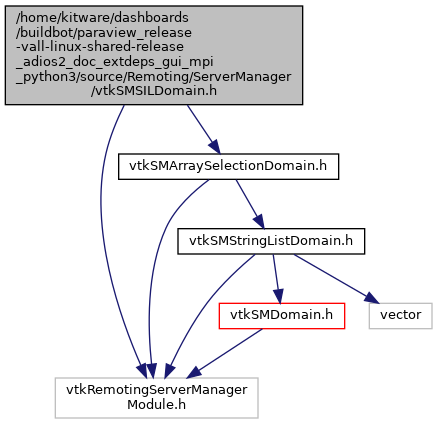 /home/kitware/dashboards
/buildbot/paraview_release
-vall-linux-shared-release
_adios2_doc_extdeps_gui_mpi
_python3/source/Remoting/ServerManager
/vtkSMSILDomain.h
vtkSMArraySelectionDomain.h
vtkSMStringListDomain.h
vtkSMDomain.h
vector
vtkRemotingServerManager
Module.h